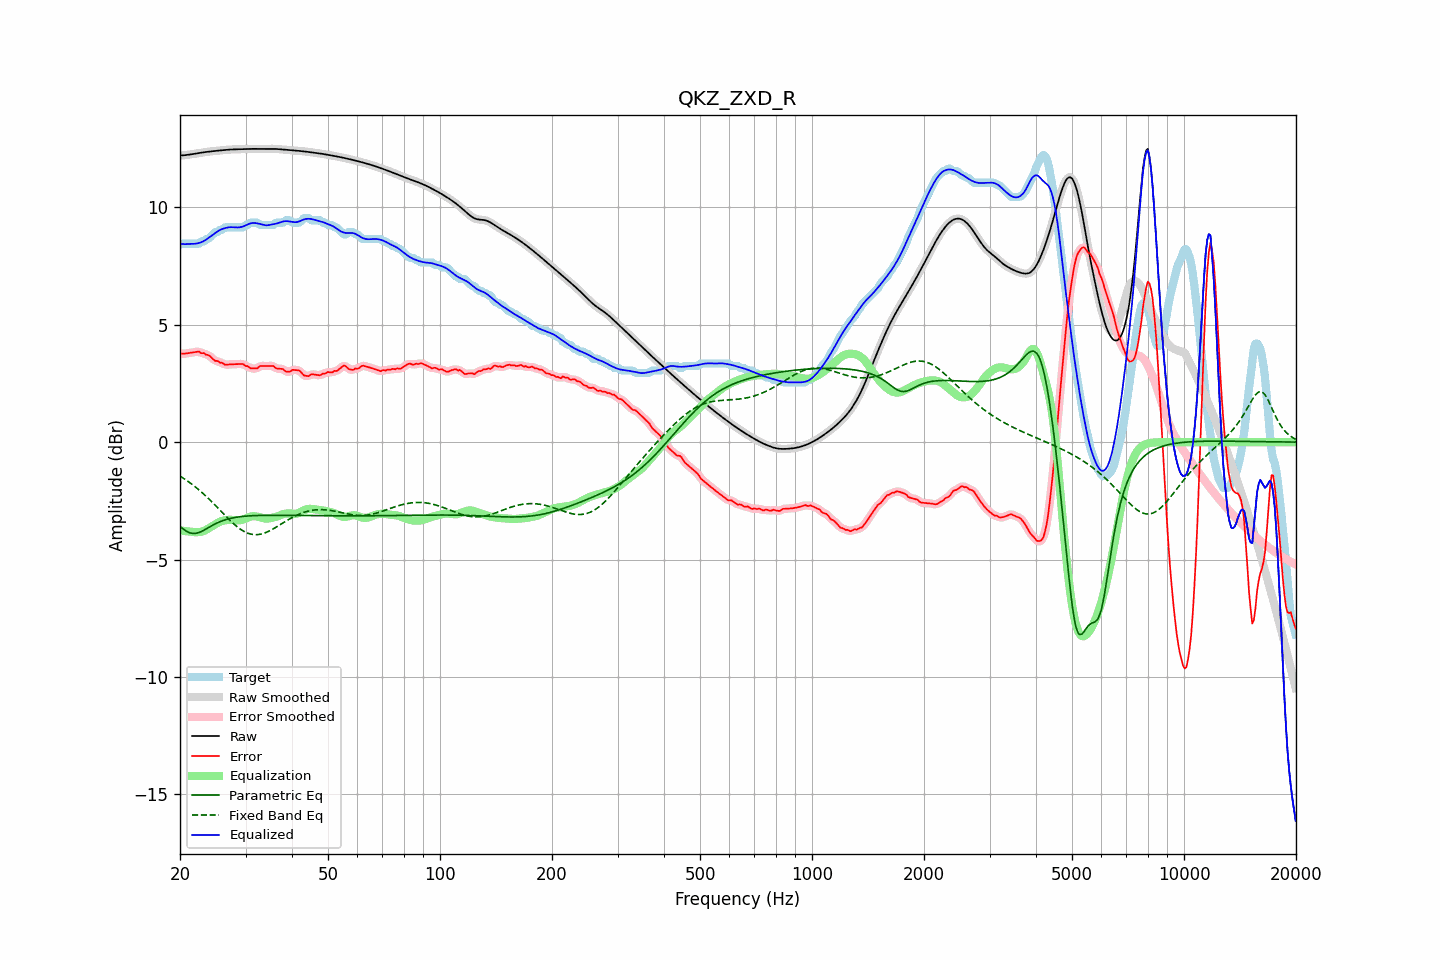 QKZ_ZXD_R
Amplitude (dBr)
10
5
0
−5
−10
−15
Target
Raw Smoothed
Error Smoothed
Raw
Error
Equalization
Parametric Eq
Fixed Band Eq
Equalized
20 50 100 200 500 1000 2000 5000 10000 20000
Frequency (Hz)